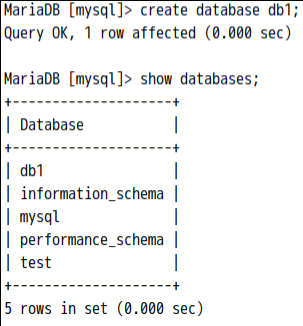 MariaDB [mysql]> create database db1;
Query OK, 1 row affected (0.000 sec)
MariaDB [mysql]> show databases;
+--------------------+
| Database           |
+--------------------+
| db1                |
| information_schema |
| mysql              |
| performance_schema |
| test               |
+--------------------+
5 rows in set (0.000 sec)